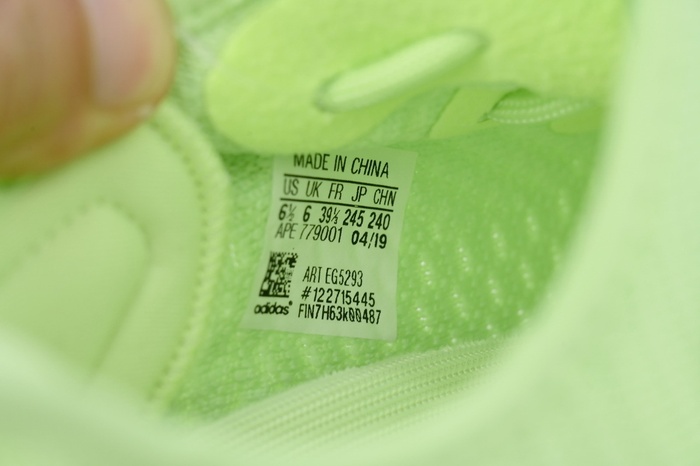 MADE IN CHINA
US UK FR JP CHN
6½ 6 39⅓ 245 240
APE 779001 04/19
ART EG5293
#122715445
adidas®
FIN7H63k00487